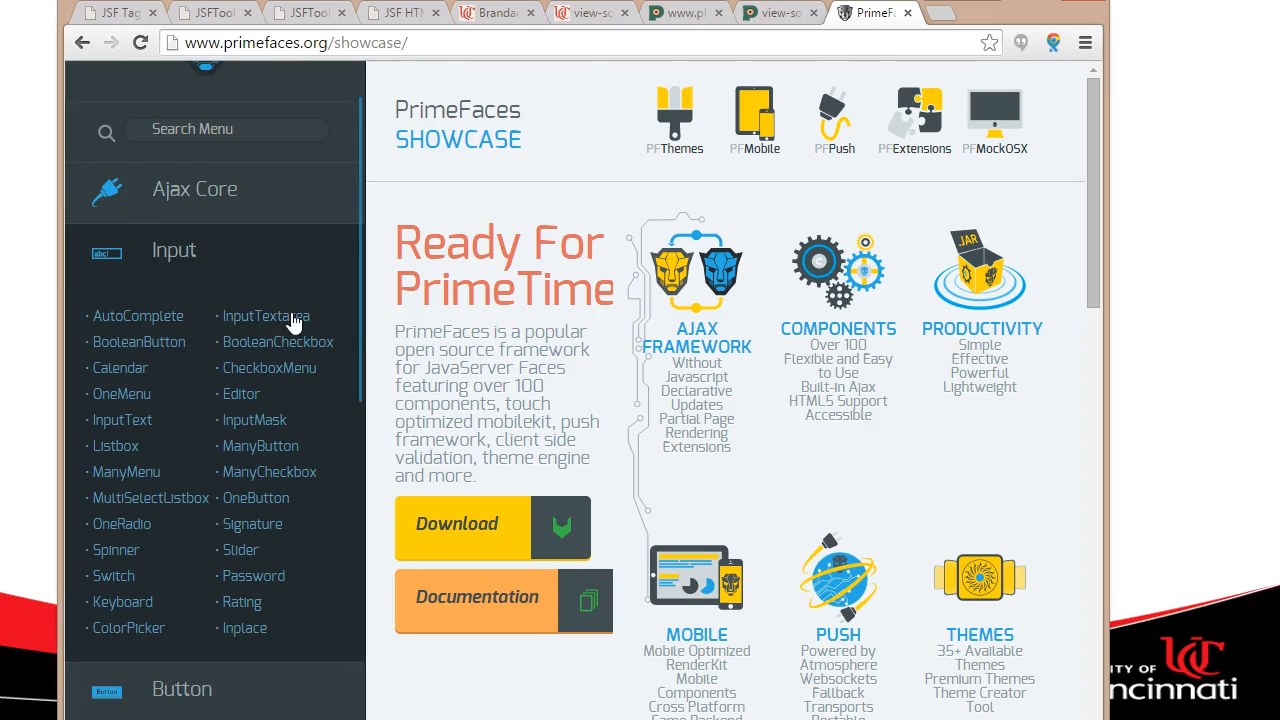 JSF Tag
JSFTool
JSFTool
JSF HTM
Brandar
view-so
www.pl
view-so
PrimeFa
www.primefaces.org/showcase/
Search Menu
Ajax Core
abc!
Input
AutoComplete
InputTextarea
BooleanButton
BooleanCheckbox
Calendar
CheckboxMenu
OneMenu
Editor
InputText
InputMask
Listbox
ManyButton
ManyMenu
ManyCheckbox
MultiSelectListbox
OneButton
OneRadio
Signature
Spinner
Slider
Switch
Password
Keyboard
Rating
ColorPicker
Inplace
Button
Button
PrimeFaces
SHOWCASE
PFThemes
PFMobile
PFPush
PFExtensions
PFMockOSX
Ready For
PrimeTime
PrimeFaces is a popular
open source framework
for JavaServer Faces
featuring over 100
components, touch
optimized mobilekit, push
framework, client side
validation, theme engine
and more.
Download
Documentation
AJAX
FRAMEWORK
Without
Javascript
Declarative
Updates
Partial Page
Rendering
Extensions
COMPONENTS
Over 100
Flexible and Easy
to Use
Built-in Ajax
HTML5 Support
Accessible
.JAR
PRODUCTIVITY
Simple
Effective
Powerful
Lightweight
MOBILE
Mobile Optimized
RenderKit
Mobile
Components
Cross Platform
PUSH
Powered by
Atmosphere
Websockets
Fallback
Transports
THEMES
35+ Available
Themes
Premium Themes
Theme Creator
Tool
ITY OF
ncinnati